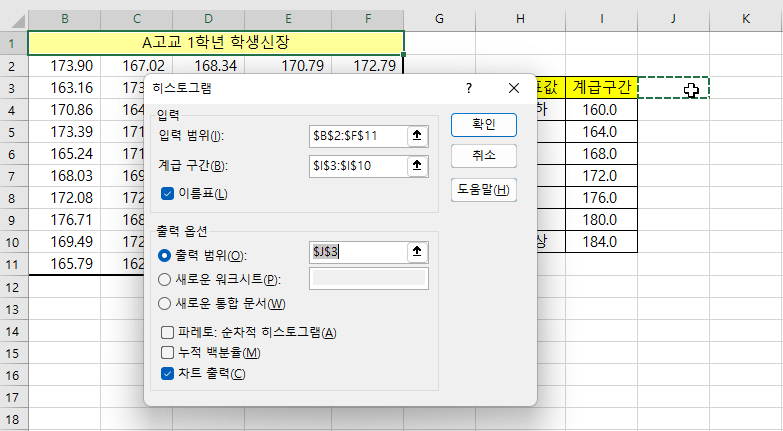 B C D E F G H I J K
1 A고교 1학년 학생신장
2 173.90 167.02 168.34 170.79 172.79
3 163.16 173 값 계급구간
4 170.86 164 하 160.0
5 173.39 171 164.0
6 165.24 171 168.0
7 168.03 169 172.0
8 172.08 172 176.0
9 176.71 168 180.0
10 169.49 172 상 184.0
11 165.79 162
12
13
14
15
16
17
18
히스토그램 ? ×
입력
입력 범위(I): $B$2:$F$11
계급 구간(B): $I$3:$I$10
이름표(L)
확인
취소
도움말(H)
출력 옵션
출력 범위(O): $J$3
새로운 워크시트(P):
새로운 통합 문서(W)
파레토: 순차적 히스토그램(A)
누적 백분율(M)
차트 출력(C)